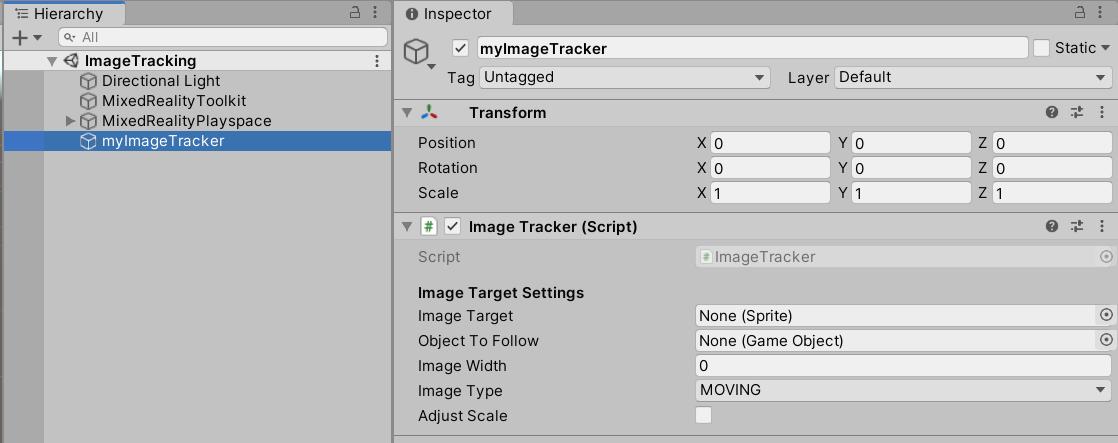 Hierarchy
All
ImageTracking
Directional Light
MixedRealityToolkit
MixedRealityPlayspace
myImageTracker
Inspector
myImageTracker Static
Tag Untagged Layer Default
Transform
Position X 0 Y 0 Z 0
Rotation X 0 Y 0 Z 0
Scale X 1 Y 1 Z 1
# Image Tracker (Script)
Script # ImageTracker
Image Target Settings
Image Target None (Sprite)
Object To Follow None (Game Object)
Image Width 0
Image Type MOVING
Adjust Scale